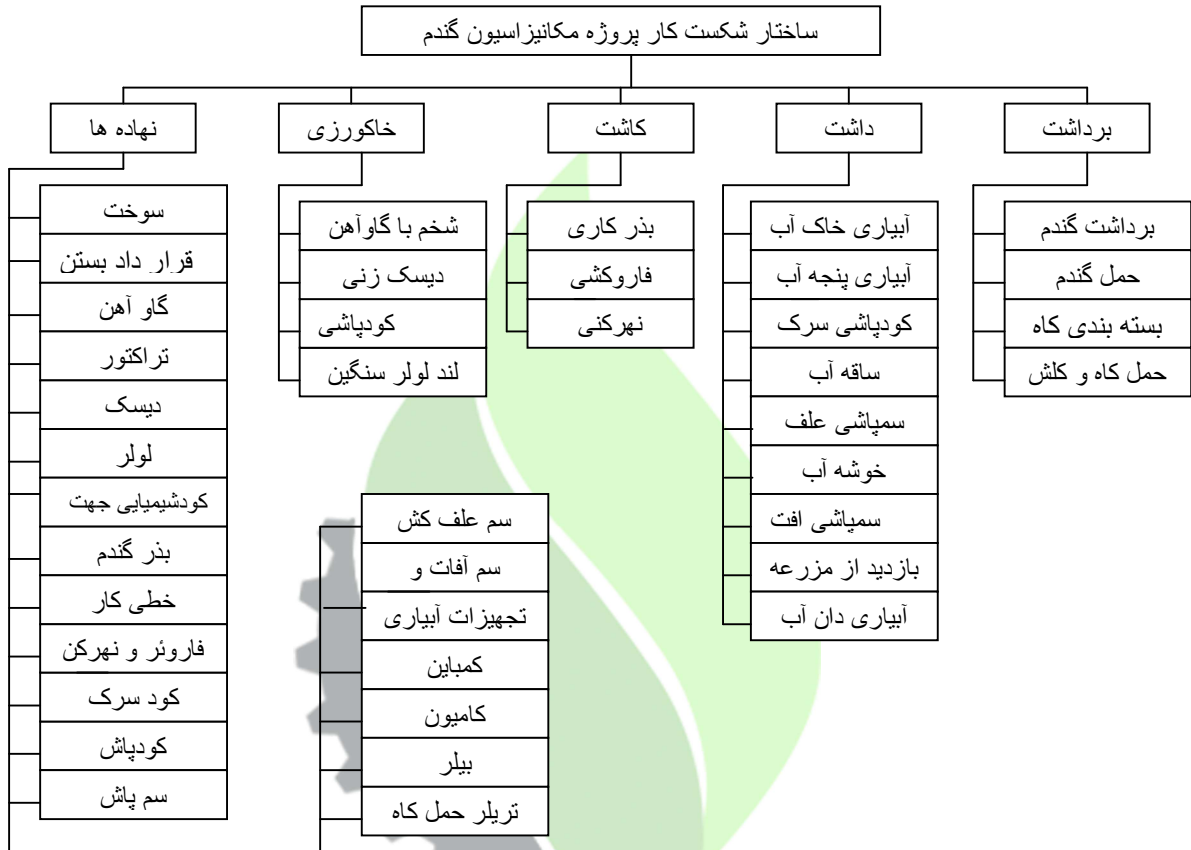 ساختار شکست کار پروژه مکانیزاسیون گندم
برداشت
داشت
کاشت
خاکورزی
نهاده ها
برداشت گندم
حمل گندم
بسته بندی کاه
حمل کاه و کلش
آبیاری خاک آب
آبیاری پنجه آب
کودپاشی سرک
ساقه آب
سمپاشی علف
خوشه آب
سمپاشی افت
بازدید از مزرعه
آبیاری دان آب
بذر کاری
فاروکشی
نهرکنی
شخم با گاوآهن
دیسک زنی
کودپاشی
لند لولر سنگین
سوخت
قرار داد بستن
گاو آهن
تراکتور
دیسک
لولر
کودشیمیایی جهت
بذر گندم
خطی کار
فاروئر و نهرکن
کود سرک
کودپاش
سم پاش
سم علف کش
سم آفات و
تجهیزات آبیاری
کمباین
کامیون
بیلر
تریلر حمل کاه